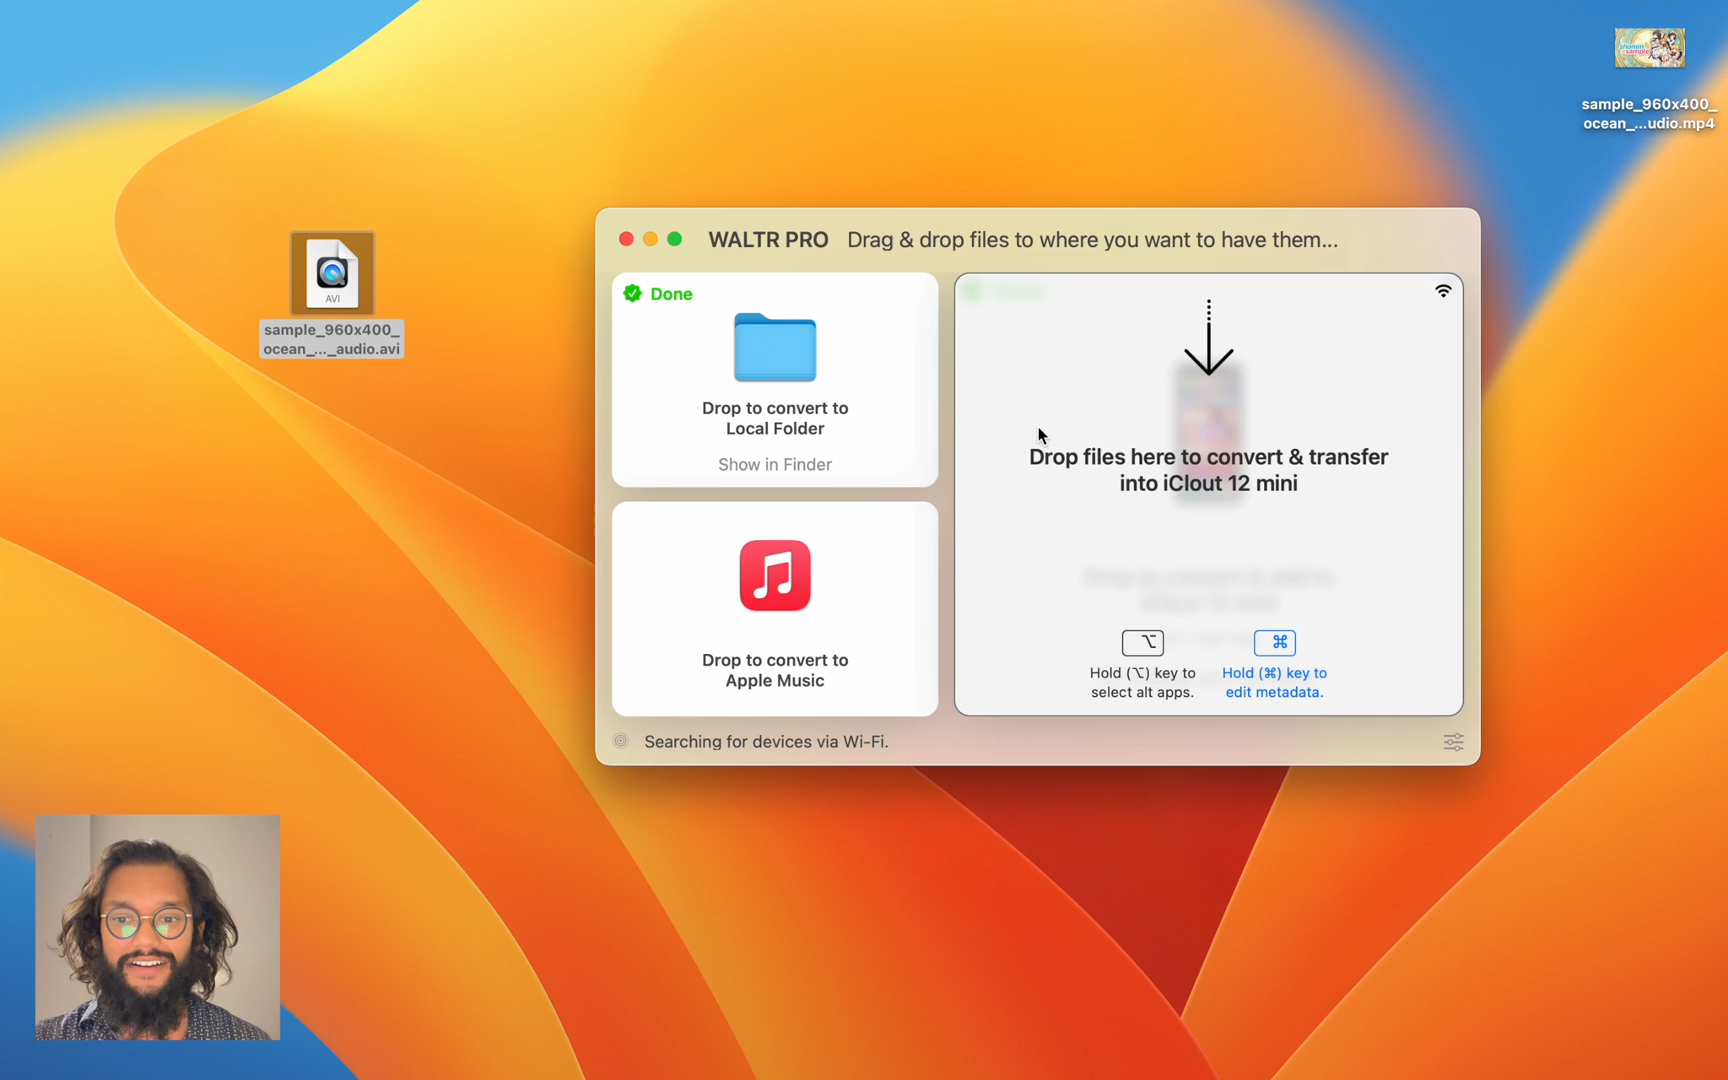 sample_960x400_
ocean_...udio.mp4
AVI
sample_960x400_
ocean_..._audio.avi
WALTR PRO Drag & drop files to where you want to have them...
Done
Drop to convert to
Local Folder
Show in Finder
Drop files here to convert & transfer
into iClout 12 mini
Drop to convert to
Apple Music
⌥ ⌘
Hold (⌥) key to
select alt apps.
Hold (⌘) key to
edit metadata.
Searching for devices via Wi-Fi.